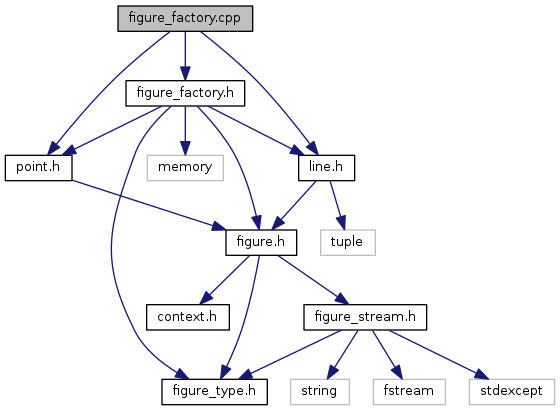 figure_factory.cpp
figure_factory.h
point.h
memory
line.h
figure.h
tuple
context.h
figure_stream.h
figure_type.h
string
fstream
stdexcept